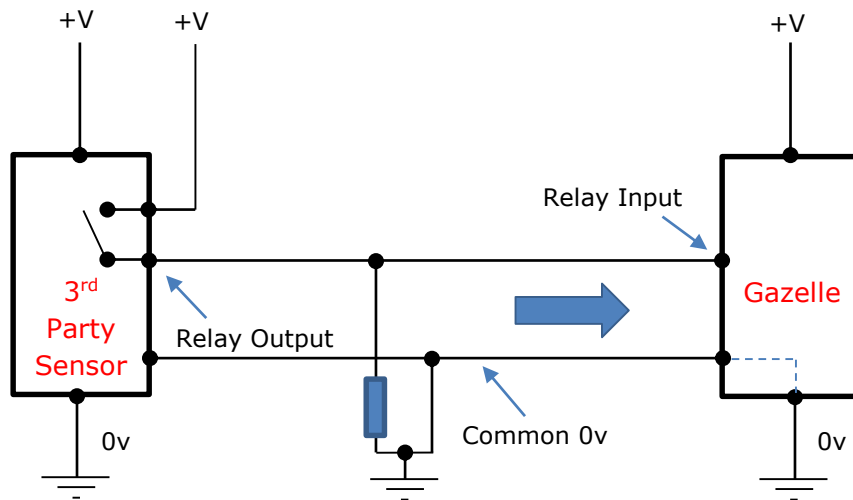 +V
+V
+V
Relay Input
3rd
Party
Sensor
Gazelle
Relay Output
0v
Common 0v
0v